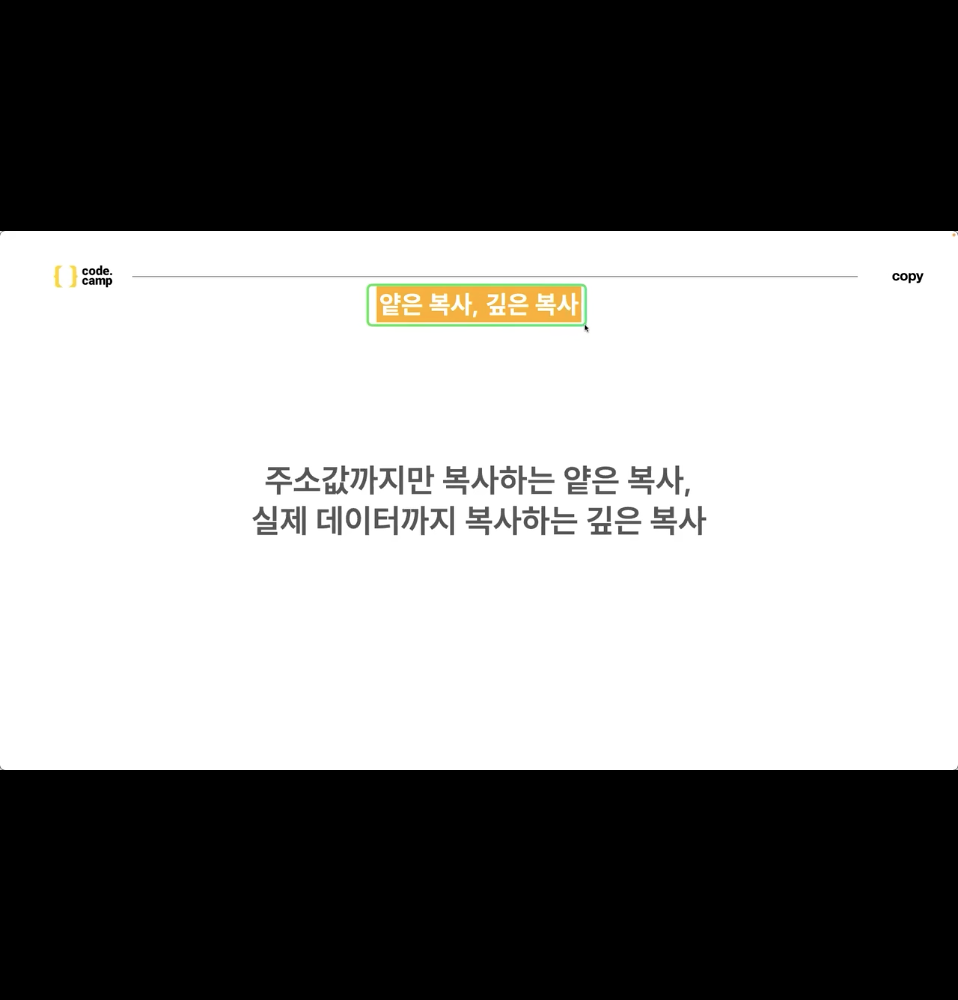 { } code.
camp
copy
얕은 복사, 깊은 복사
주소값까지만 복사하는 얕은 복사,
실제 데이터까지 복사하는 깊은 복사